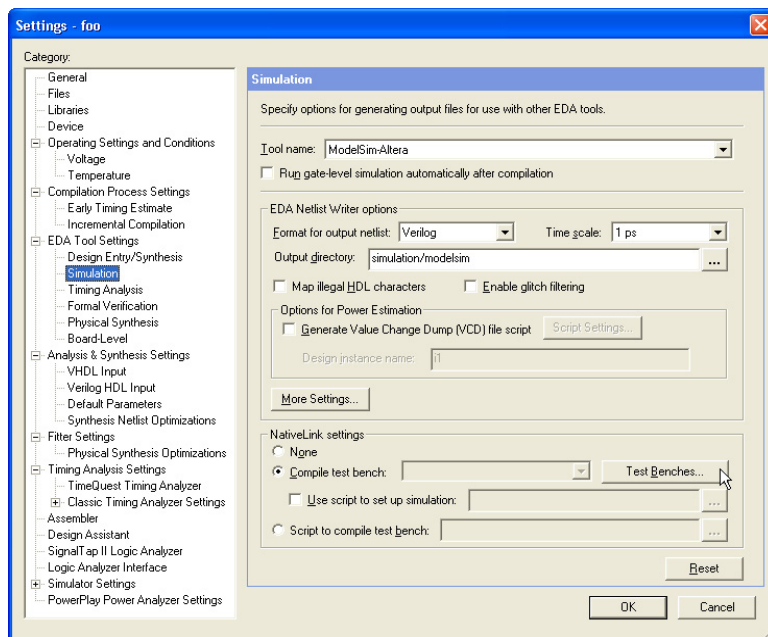 Settings - foo
Category:
General
Files
Libraries
Device
Operating Settings and Conditions
Voltage
Temperature
Compilation Process Settings
Early Timing Estimate
Incremental Compilation
EDA Tool Settings
Design Entry/Synthesis
Simulation
Timing Analysis
Formal Verification
Physical Synthesis
Board-Level
Analysis & Synthesis Settings
VHDL Input
Verilog HDL Input
Default Parameters
Synthesis Netlist Optimizations
Fitter Settings
Physical Synthesis Optimizations
Timing Analysis Settings
TimeQuest Timing Analyzer
Classic Timing Analyzer Settings
Assembler
Design Assistant
SignalTap II Logic Analyzer
Logic Analyzer Interface
Simulator Settings
PowerPlay Power Analyzer Settings
Simulation
Specify options for generating output files for use with other EDA tools.
Tool name: ModelSim-Altera
Run gate-level simulation automatically after compilation
EDA Netlist Writer options
Format for output netlist: Verilog Time scale: 1 ps
Output directory: simulation/modelsim ...
Map illegal HDL characters Enable glitch filtering
Options for Power Estimation
Generate Value Change Dump (VCD) file script Script Settings...
Design instance name: i1
More Settings...
NativeLink settings
None
Compile test bench: Test Benches...
Use script to set up simulation: ...
Script to compile test bench: ...
Reset
OK Cancel